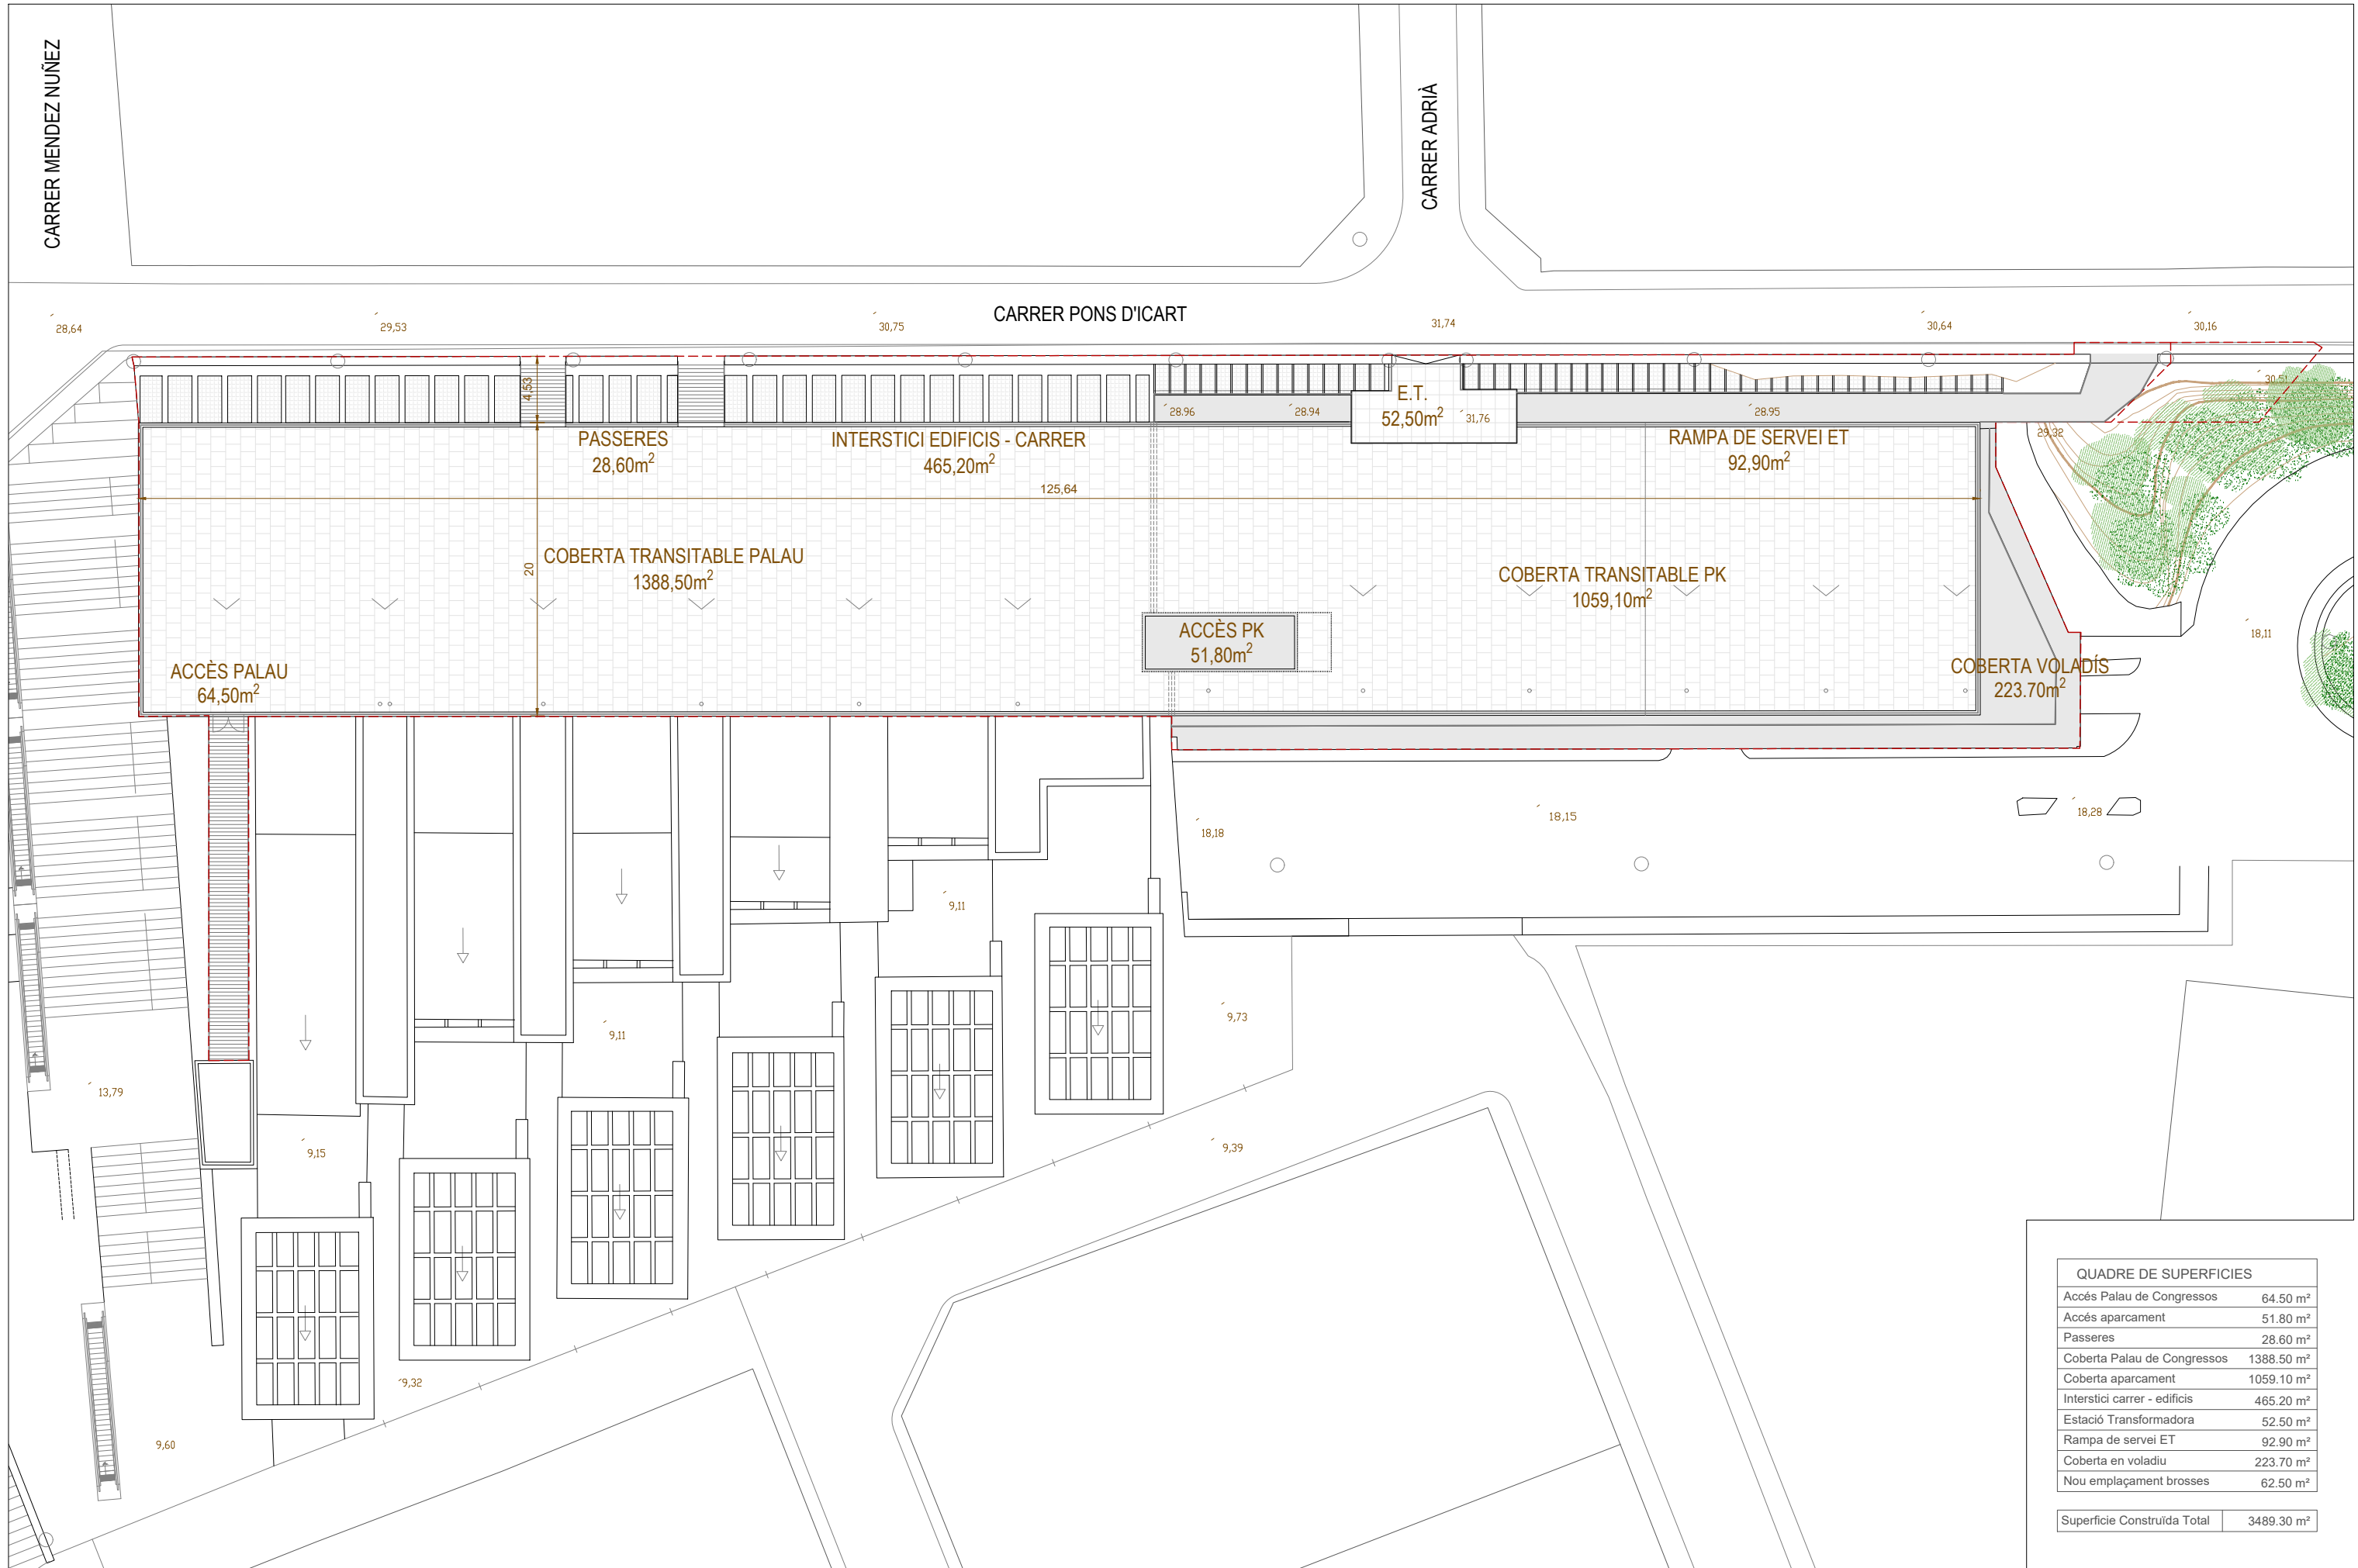 CARRER MENDEZ NUÑEZ
CARRER ADRIÀ
CARRER PONS D'ICART
28,64
29,53
30,75
31,74
30,64
30,16
30,51
4,53
E.T.
52,50m²
28.96
28.94
31,76
28.95
29,32
PASSERES
28,60m²
INTERSTICI EDIFICIS - CARRER
465,20m²
RAMPA DE SERVEI ET
92,90m²
125,64
20
COBERTA TRANSITABLE PALAU
1388,50m²
COBERTA TRANSITABLE PK
1059,10m²
ACCÈS PK
51,80m²
18,11
ACCÈS PALAU
64,50m²
COBERTA VOLADÍS
223.70m²
18,18
18,15
18,28
9,11
9,11
9,73
13,79
9,15
9,39
9,32
9,60
QUADRE DE SUPERFICIES
Accés Palau de Congressos 64.50 m²
Accés aparcament 51.80 m²
Passeres 28.60 m²
Coberta Palau de Congressos 1388.50 m²
Coberta aparcament 1059.10 m²
Interstici carrer - edificis 465.20 m²
Estació Transformadora 52.50 m²
Rampa de servei ET 92.90 m²
Coberta en voladiu 223.70 m²
Nou emplaçament brosses 62.50 m²
Superficie Construïda Total 3489.30 m²